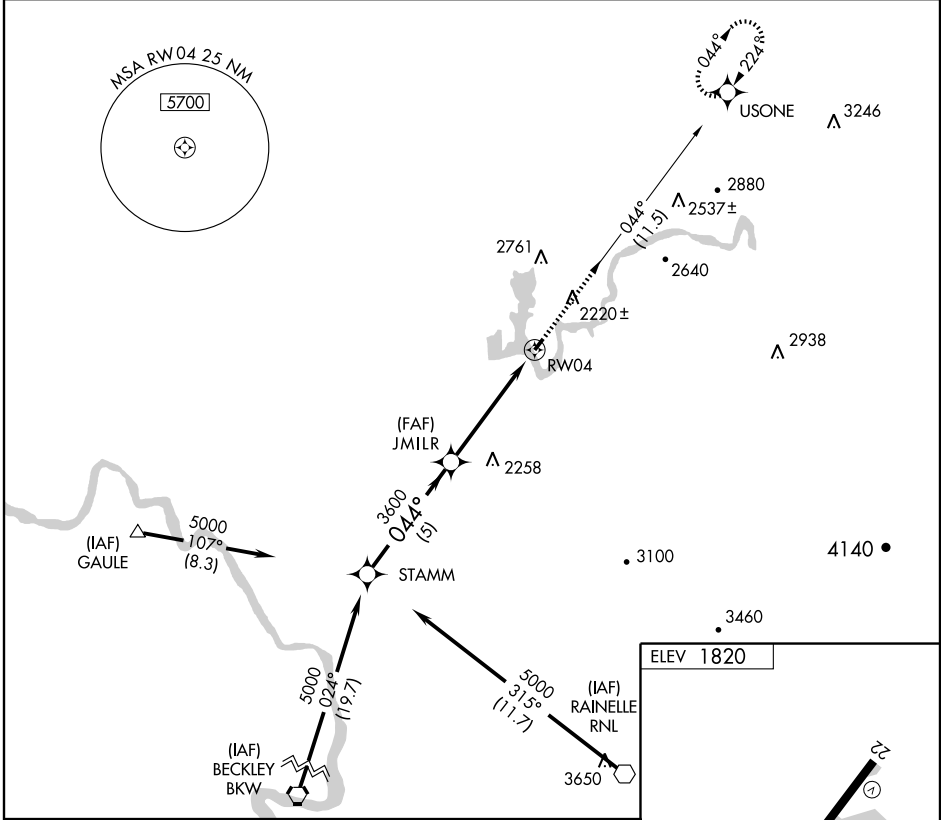 MSA RW04 25 NM
5700
044°
224°
USONE
3246
2880
2537±
044°
(11.5)
2761
2640
2220±
2938
RW04
(FAF)
JMILR
2258
3600
044°
(5)
5000
107°
(8.3)
(IAF)
GAULE
STAMM
3100
4140
3460
ELEV 1820
5000
024°
(19.7)
5000
315°
(11.7)
(IAF)
RAINELLE
RNL
(IAF)
BECKLEY
BKW
3650
22
V